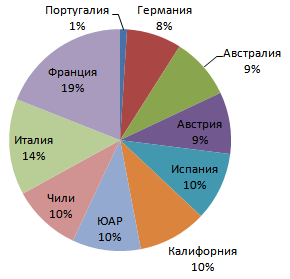 Португалия
1%
Германия
8%
Австралия
9%
Австрия
9%
Испания
10%
Калифорния
10%
ЮАР
10%
Чили
10%
Италия
14%
Франция
19%